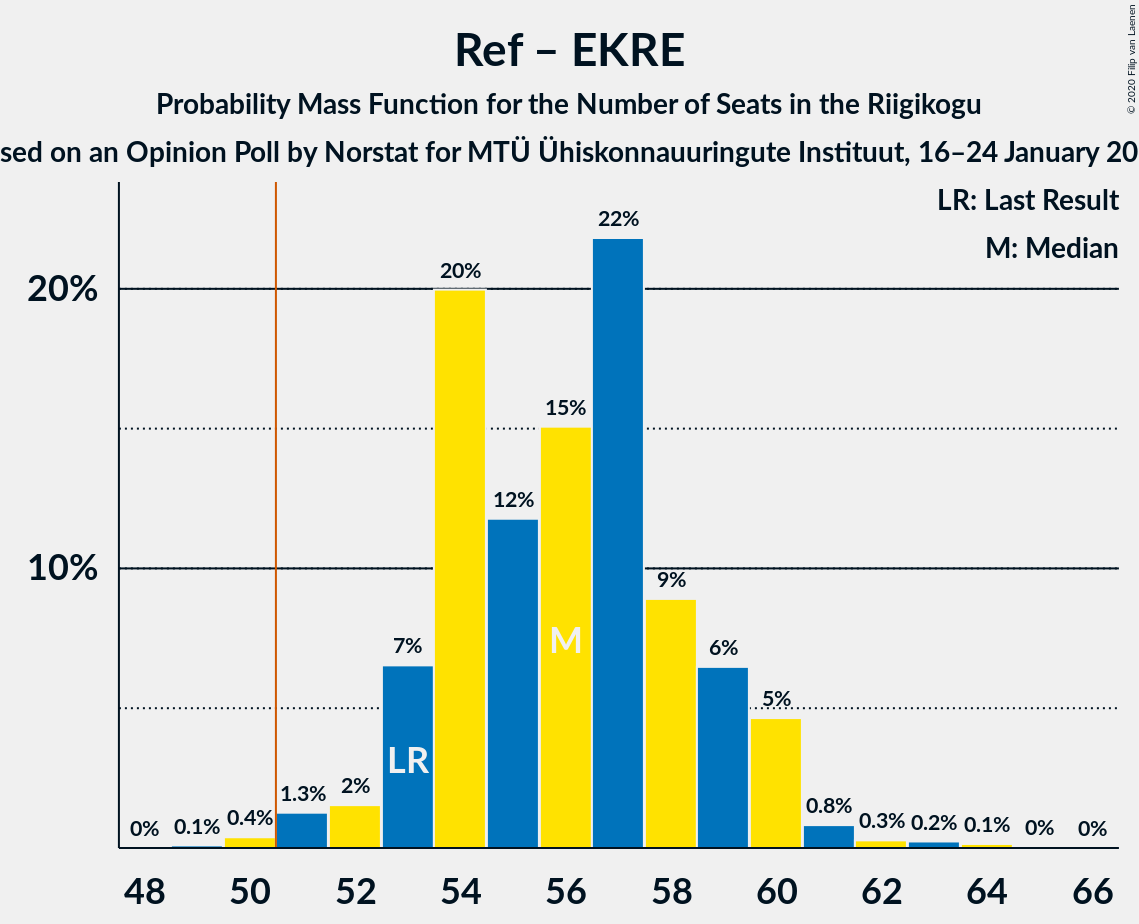 Ref – EKRE
Probability Mass Function for the Number of Seats in the Riigikogu
sed on an Opinion Poll by Norstat for MTÜ Ühiskonnauuringute Instituut, 16–24 January 20
© 2020 Filip van Laenen
LR: Last Result
M: Median
20%
10%
0%
0.1%
0.4%
1.3%
2%
7%
20%
12%
15%
22%
9%
6%
5%
0.8%
0.3%
0.2%
0.1%
0%
0%
LR
M
48 50 52 54 56 58 60 62 64 66